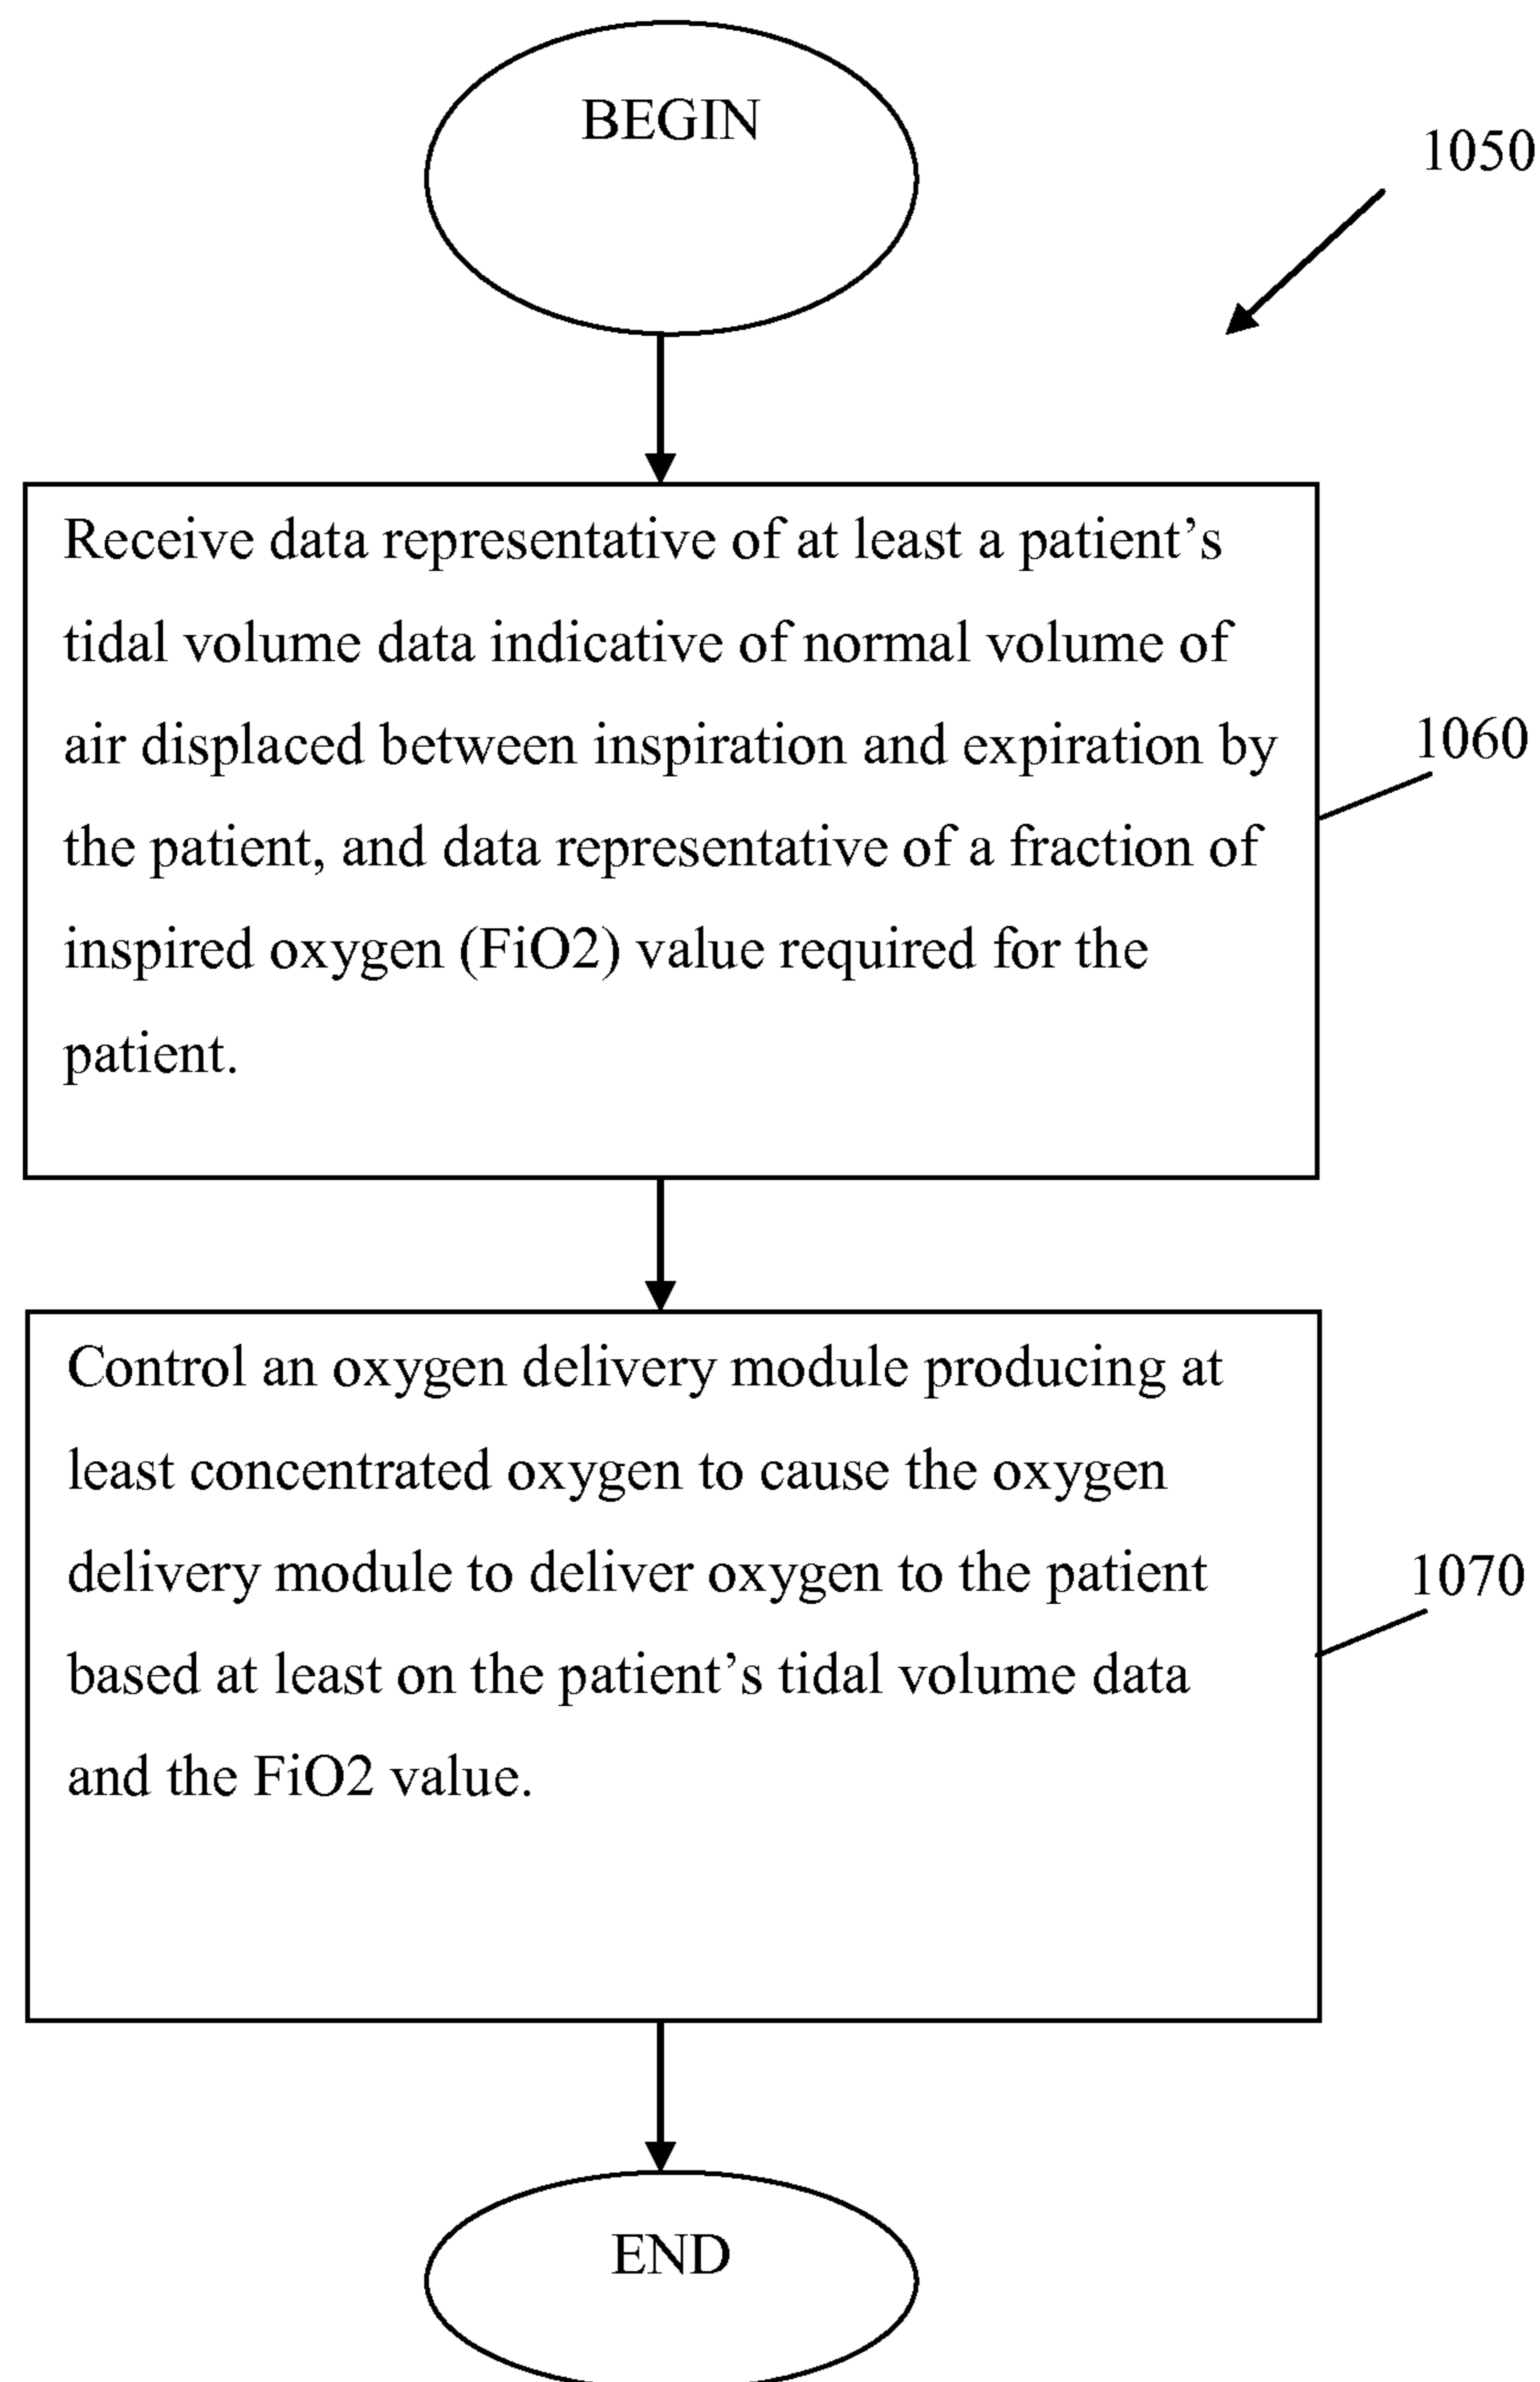 BEGIN
1050
Receive data representative of at least a patient’s
tidal volume data indicative of normal volume of
air displaced between inspiration and expiration by
the patient, and data representative of a fraction of
inspired oxygen (FiO2) value required for the
patient.
1060
Control an oxygen delivery module producing at
least concentrated oxygen to cause the oxygen
delivery module to deliver oxygen to the patient
based at least on the patient’s tidal volume data
and the FiO2 value.
1070
END